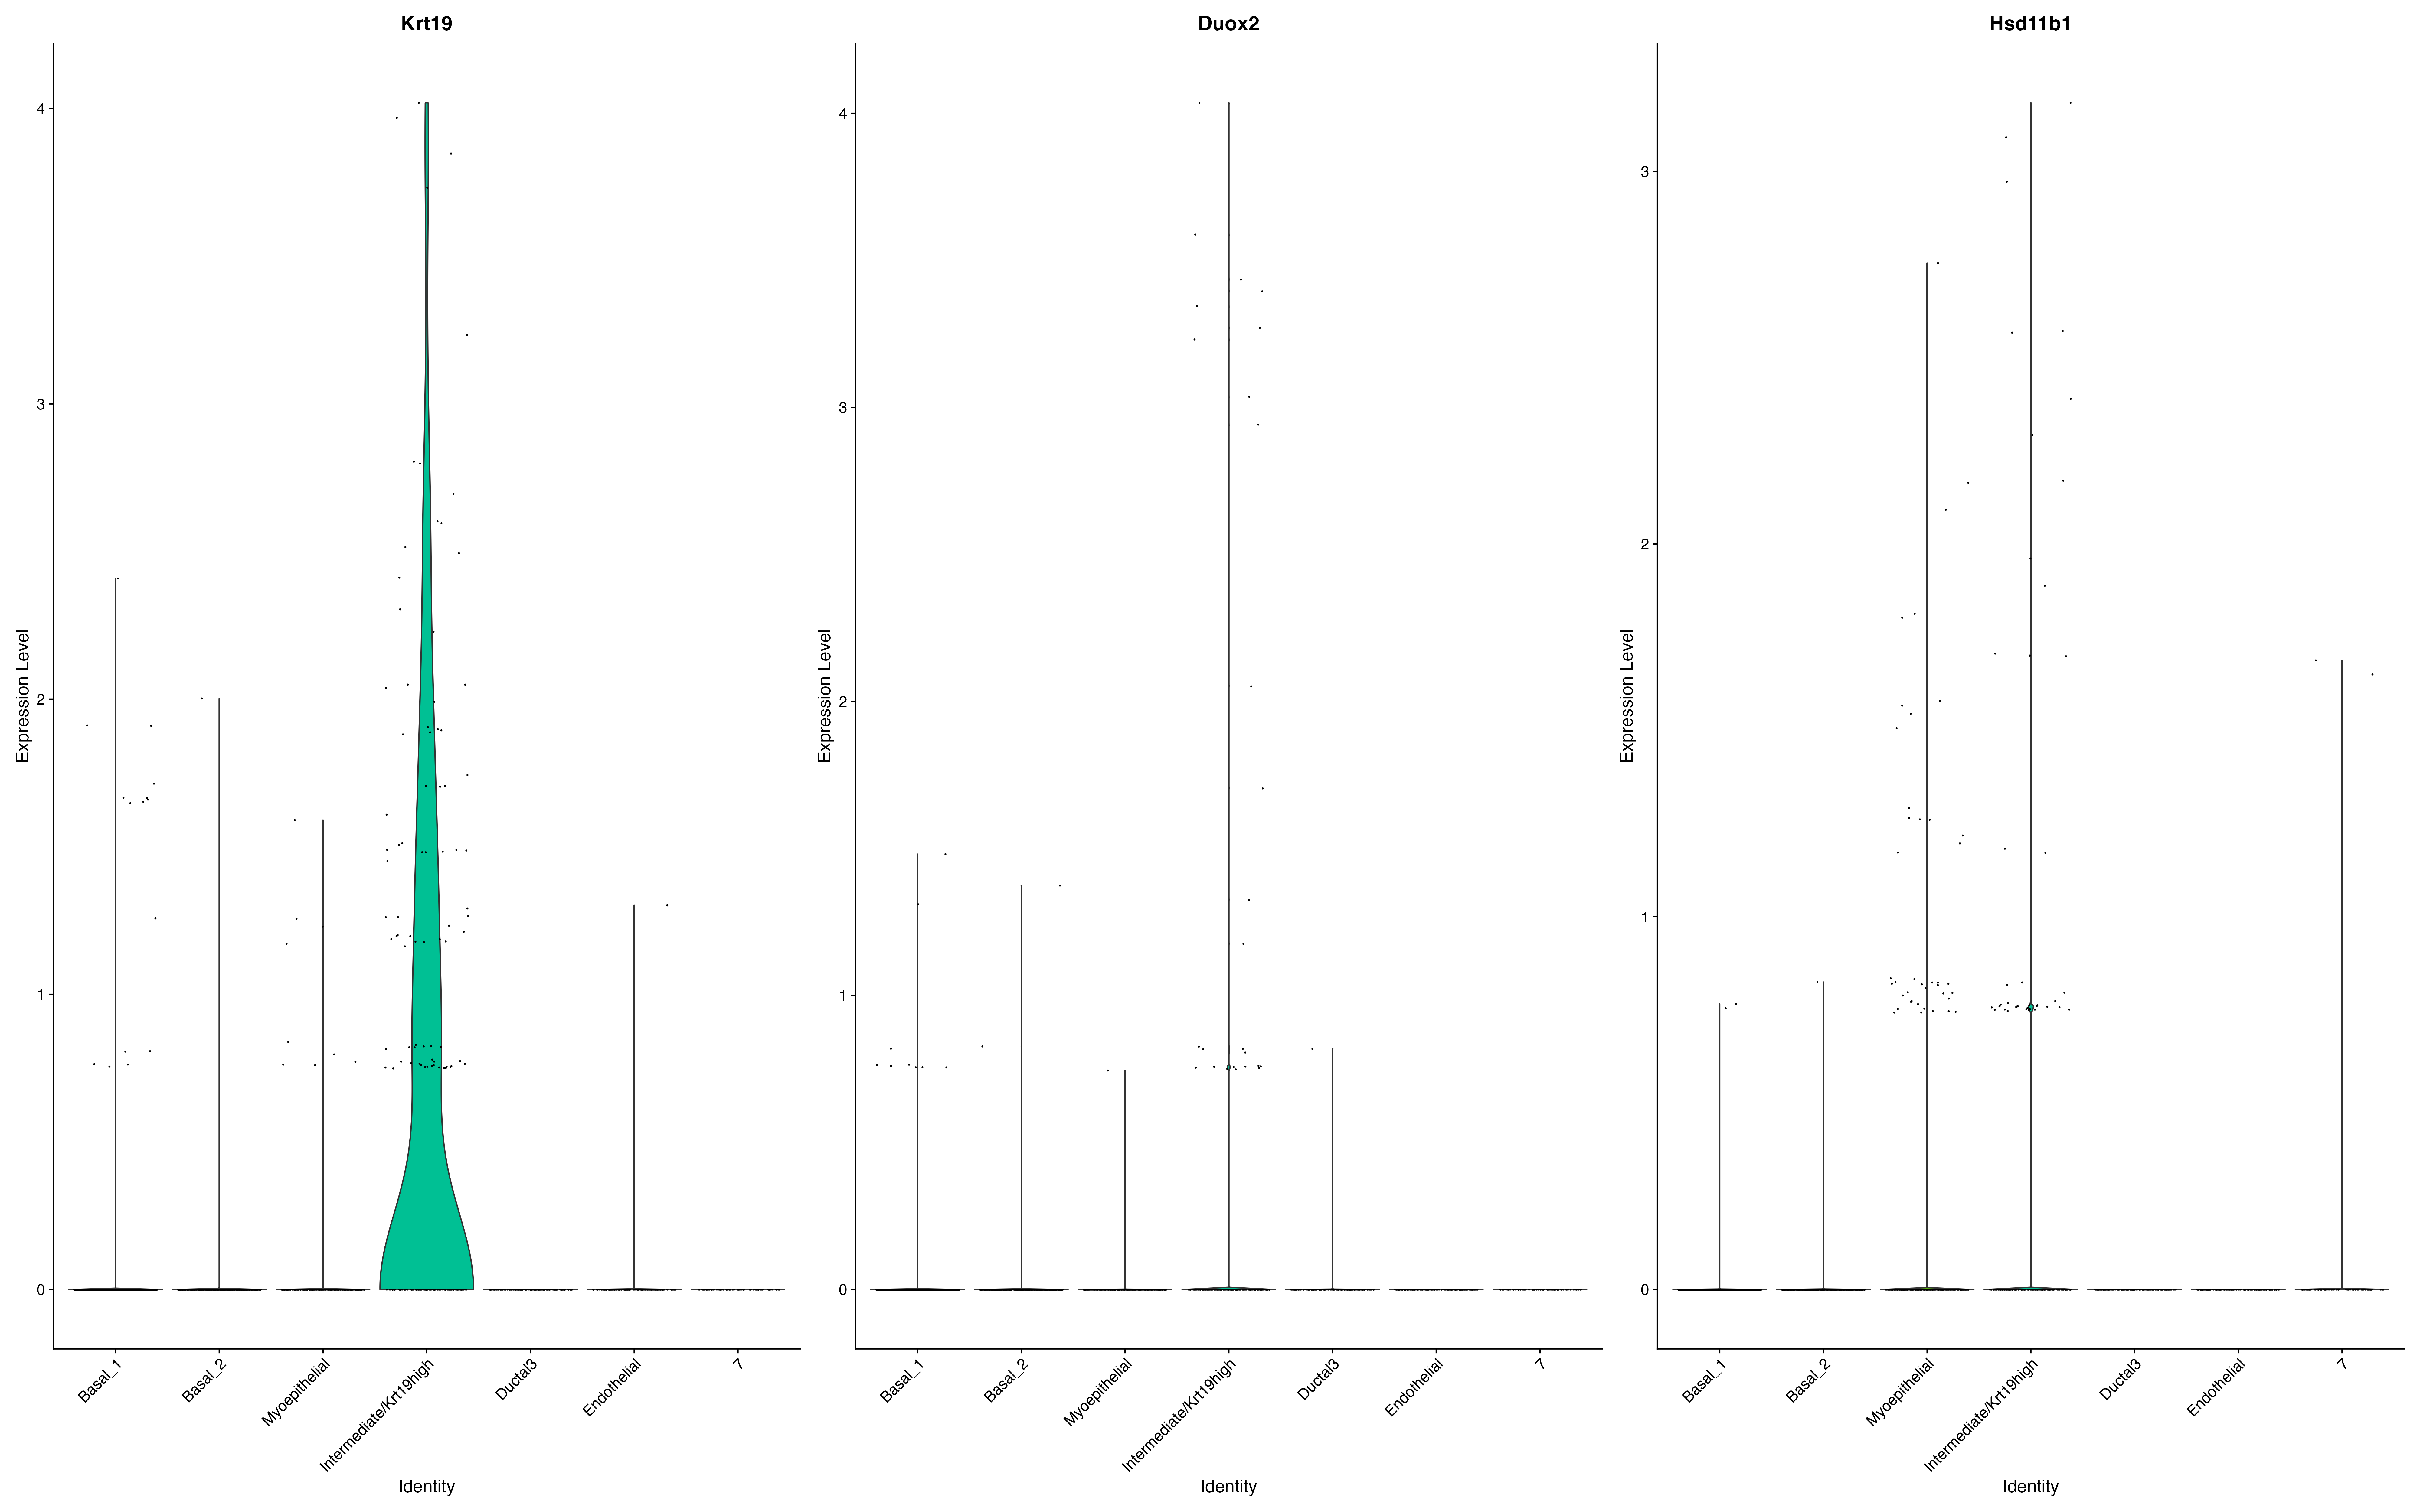 Krt19
Expression Level
4
3
2
1
0
Basal_1
Basal_2
Myoepithelial
Intermediate/Krt19high
Ductal3
Endothelial
7
Identity
Duox2
Expression Level
4
3
2
1
0
Basal_1
Basal_2
Myoepithelial
Intermediate/Krt19high
Ductal3
Endothelial
7
Identity
Hsd11b1
Expression Level
3
2
1
0
Basal_1
Basal_2
Myoepithelial
Intermediate/Krt19high
Ductal3
Endothelial
7
Identity